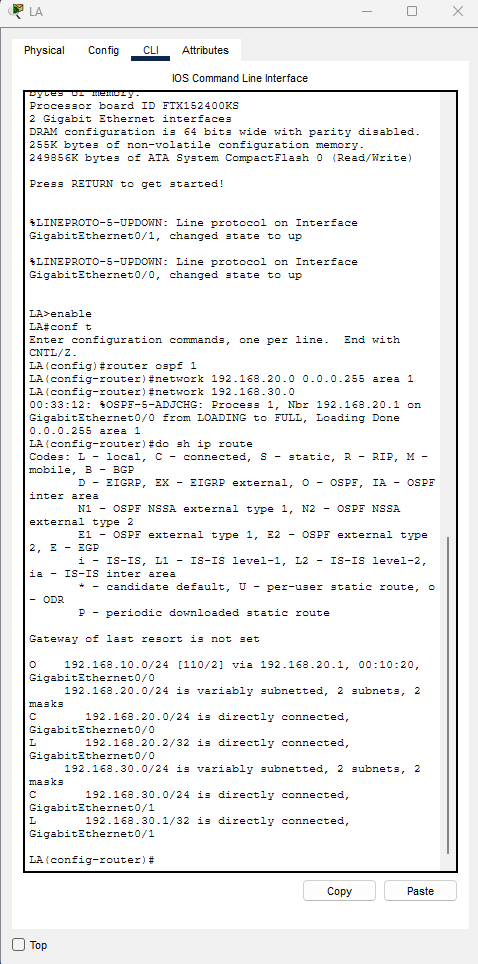 LA
Physical
Config
CLI
Attributes
IOS Command Line Interface
bytes of memory.
Processor board ID FTX152400KS
2 Gigabit Ethernet interfaces
DRAM configuration is 64 bits wide with parity disabled.
255K bytes of non-volatile configuration memory.
249856K bytes of ATA System CompactFlash 0 (Read/Write)
Press RETURN to get started!
%LINEPROTO-5-UPDOWN: Line protocol on Interface
GigabitEthernet0/1, changed state to up
%LINEPROTO-5-UPDOWN: Line protocol on Interface
GigabitEthernet0/0, changed state to up
LA>enable
LA#conf t
Enter configuration commands, one per line.  End with
CNTL/Z.
LA(config)#router ospf 1
LA(config-router)#network 192.168.20.0 0.0.0.255 area 1
LA(config-router)#network 192.168.30.0
00:33:12: %OSPF-5-ADJCHG: Process 1, Nbr 192.168.20.1 on
GigabitEthernet0/0 from LOADING to FULL, Loading Done
0.0.0.255 area 1
LA(config-router)#do sh ip route
Codes: L - local, C - connected, S - static, R - RIP, M -
mobile, B - BGP
D - EIGRP, EX - EIGRP external, O - OSPF, IA - OSPF
inter area
N1 - OSPF NSSA external type 1, N2 - OSPF NSSA
external type 2
E1 - OSPF external type 1, E2 - OSPF external type
2, E - EGP
i - IS-IS, L1 - IS-IS level-1, L2 - IS-IS level-2,
ia - IS-IS inter area
* - candidate default, U - per-user static route, o
- ODR
P - periodic downloaded static route
Gateway of last resort is not set
O    192.168.10.0/24 [110/2] via 192.168.20.1, 00:10:20,
GigabitEthernet0/0
192.168.20.0/24 is variably subnetted, 2 subnets, 2
masks
C       192.168.20.0/24 is directly connected,
GigabitEthernet0/0
L       192.168.20.2/32 is directly connected,
GigabitEthernet0/0
192.168.30.0/24 is variably subnetted, 2 subnets, 2
masks
C       192.168.30.0/24 is directly connected,
GigabitEthernet0/1
L       192.168.30.1/32 is directly connected,
GigabitEthernet0/1
LA(config-router)#
Copy
Paste
Top